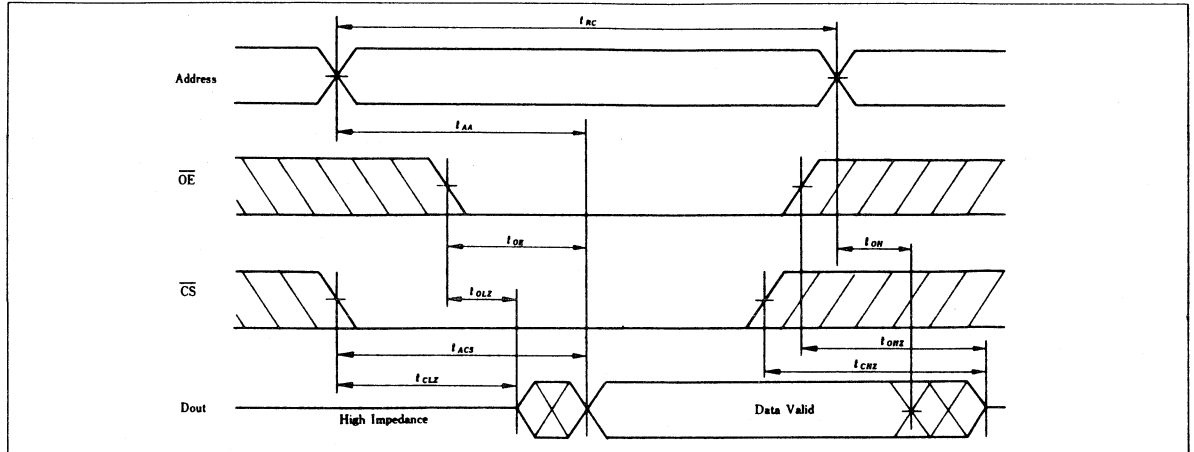 tRC
Address
tAA
OE
tOE
tOH
CS
tOLZ
tACS
tOHZ
tCHZ
tCLZ
Dout
High Impedance
Data Valid